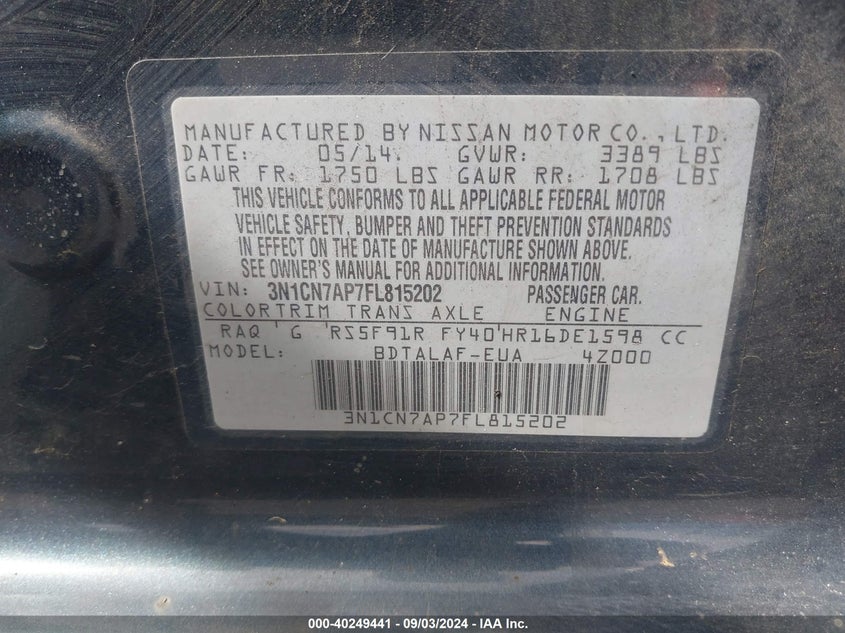 MANUFACTURED BY NISSAN MOTOR CO., LTD.
DATE: 05/14 GVWR: 3389 LBS
GAWR FR: 1750 LBS GAWR RR: 1708 LBS
THIS VEHICLE CONFORMS TO ALL APPLICABLE FEDERAL MOTOR
VEHICLE SAFETY, BUMPER AND THEFT PREVENTION STANDARDS
IN EFFECT ON THE DATE OF MANUFACTURE SHOWN ABOVE.
SEE OWNER'S MANUAL FOR ADDITIONAL INFORMATION.
VIN: 3N1CN7AP7FL815202 PASSENGER CAR.
COLORTRIM TRANS AXLE ENGINE
RAQ ' G 'RS5F91R FY40'HR16DE1598 CC
MODEL: BDTALAF-EUA 4Z000
3N1CN7AP7FL815202
000-40249441 - 09/03/2024 - IAA Inc.